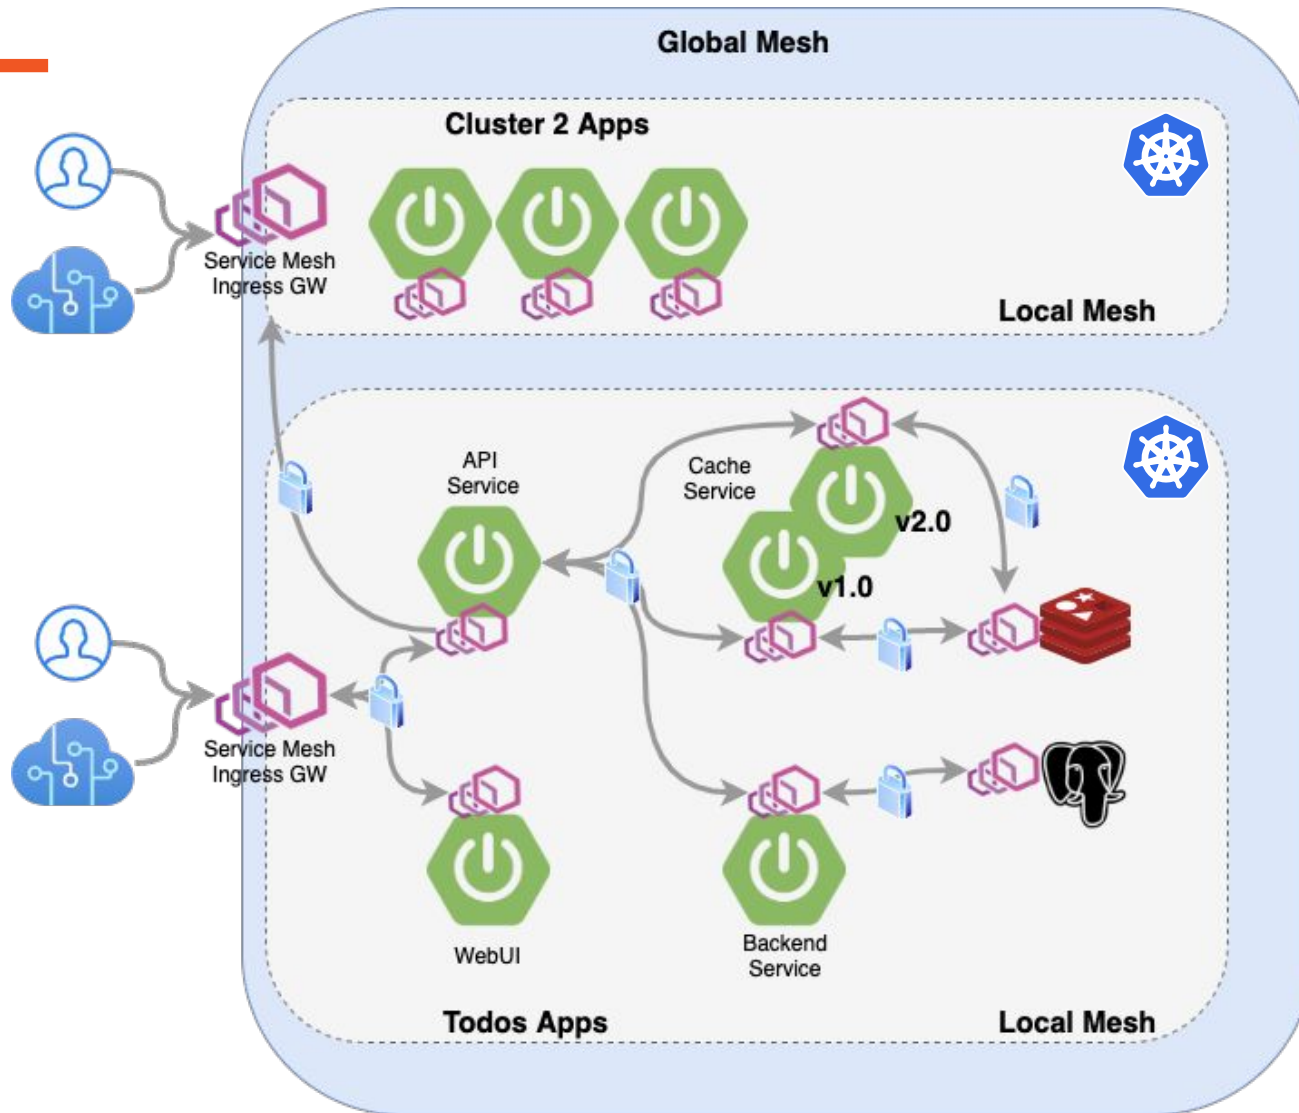 Global Mesh
Cluster 2 Apps
Service Mesh
Ingress GW
Local Mesh
API
Service
Cache
Service
v2.0
v1.0
Service Mesh
Ingress GW
WebUI
Backend
Service
Todos Apps
Local Mesh